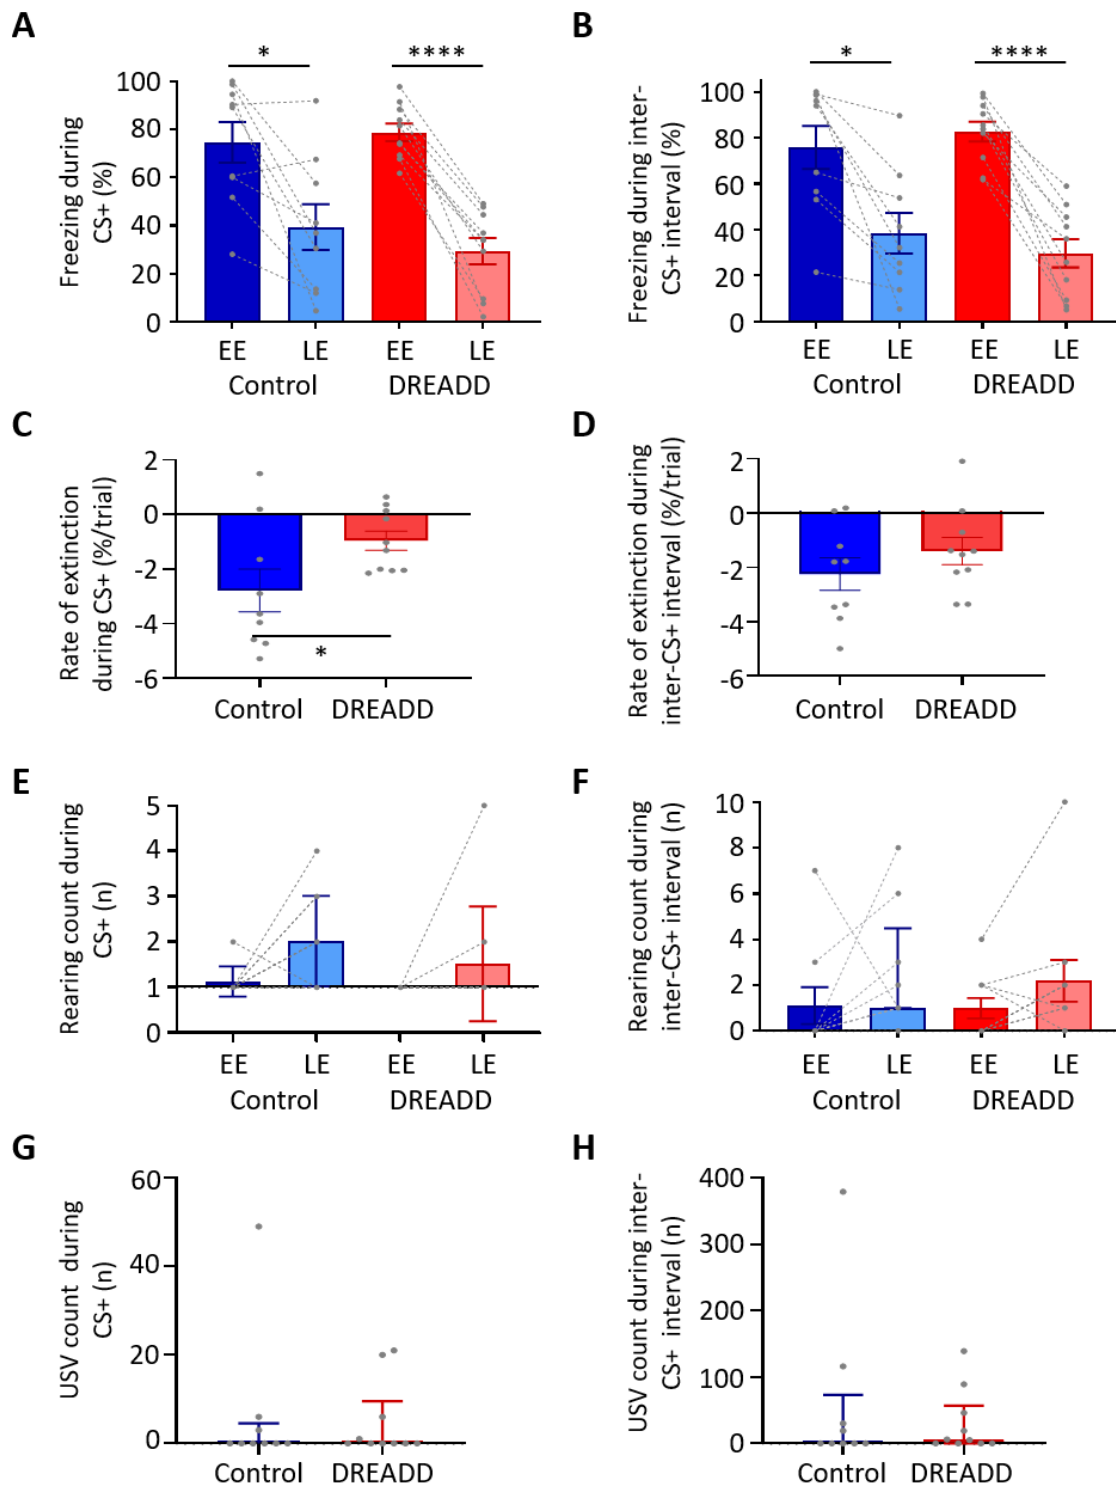 A
Freezing during
CS+ (%)
* ****
100
80
60
40
20
0
EE LE EE LE
Control DREADD
B
Freezing during inter-
CS+ interval (%)
* ****
100
80
60
40
20
0
EE LE EE LE
Control DREADD
C
Rate of extinction
during CS+ (%/trial)
2
0
-2
-4
-6
*
Control DREADD
D
Rate of extinction during
inter-CS+ interval (%/trial)
2
0
-2
-4
-6
Control DREADD
E
Rearing count during
CS+ (n)
5
4
3
2
1
0
EE LE EE LE
Control DREADD
F
Rearing count during
inter-CS+ interval (n)
10
8
6
4
2
0
EE LE EE LE
Control DREADD
G
USV count during
CS+ (n)
60
40
20
0
Control DREADD
H
USV count during inter-
CS+ interval (n)
400
300
200
100
0
Control DREADD